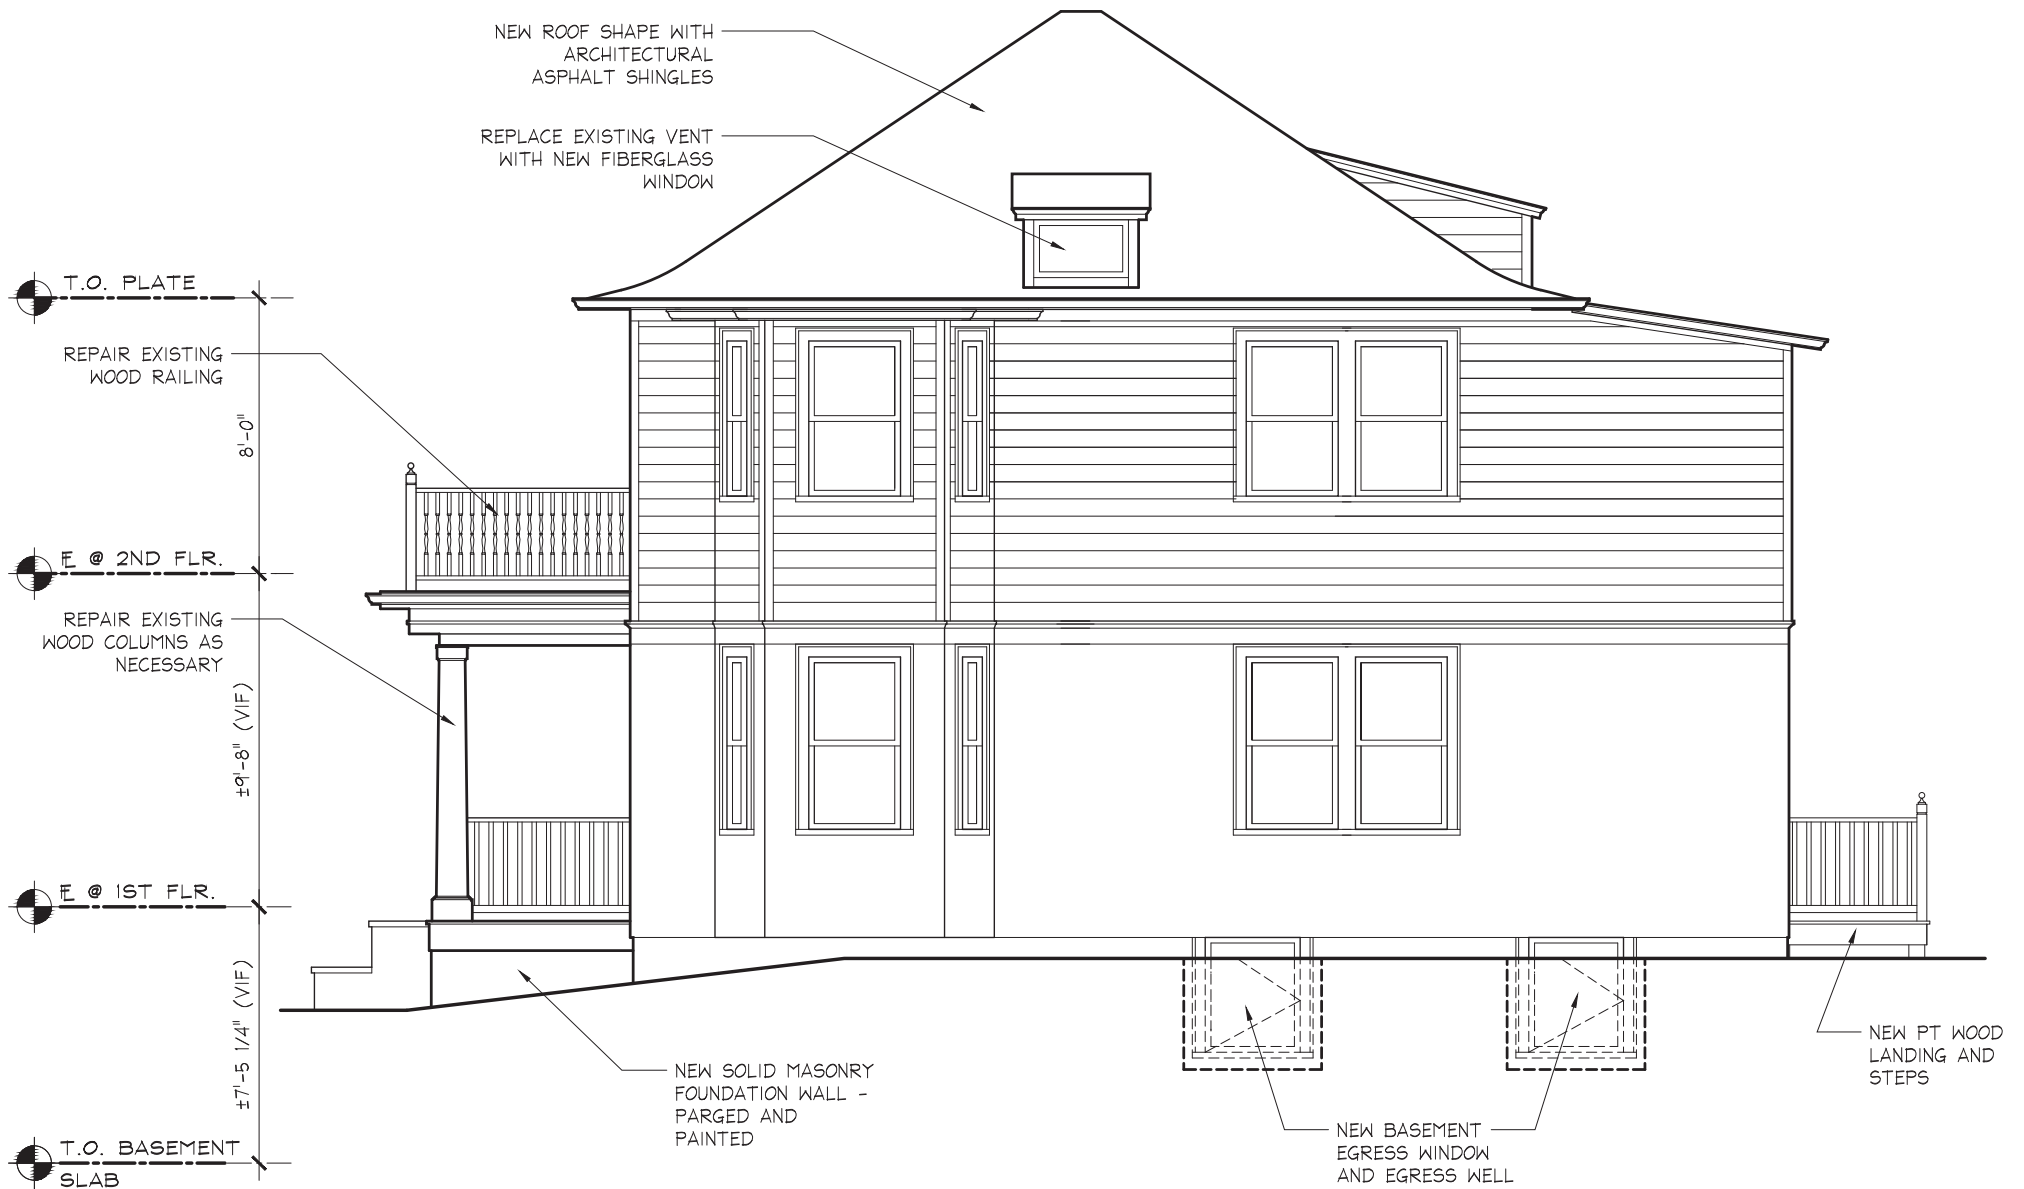 NEW ROOF SHAPE WITH
ARCHITECTURAL
ASPHALT SHINGLES
REPLACE EXISTING VENT
WITH NEW FIBERGLASS
WINDOW
T.O. PLATE
REPAIR EXISTING
WOOD RAILING
8'-0"
FL @ 2ND FLR.
REPAIR EXISTING
WOOD COLUMNS AS
NECESSARY
±9'-8" (VIF)
FL @ 1ST FLR.
±7'-5 1/4" (VIF)
NEW PT WOOD
LANDING AND
STEPS
NEW SOLID MASONRY
FOUNDATION WALL -
PARGED AND
PAINTED
NEW BASEMENT
EGRESS WINDOW
AND EGRESS WELL
T.O. BASEMENT
SLAB